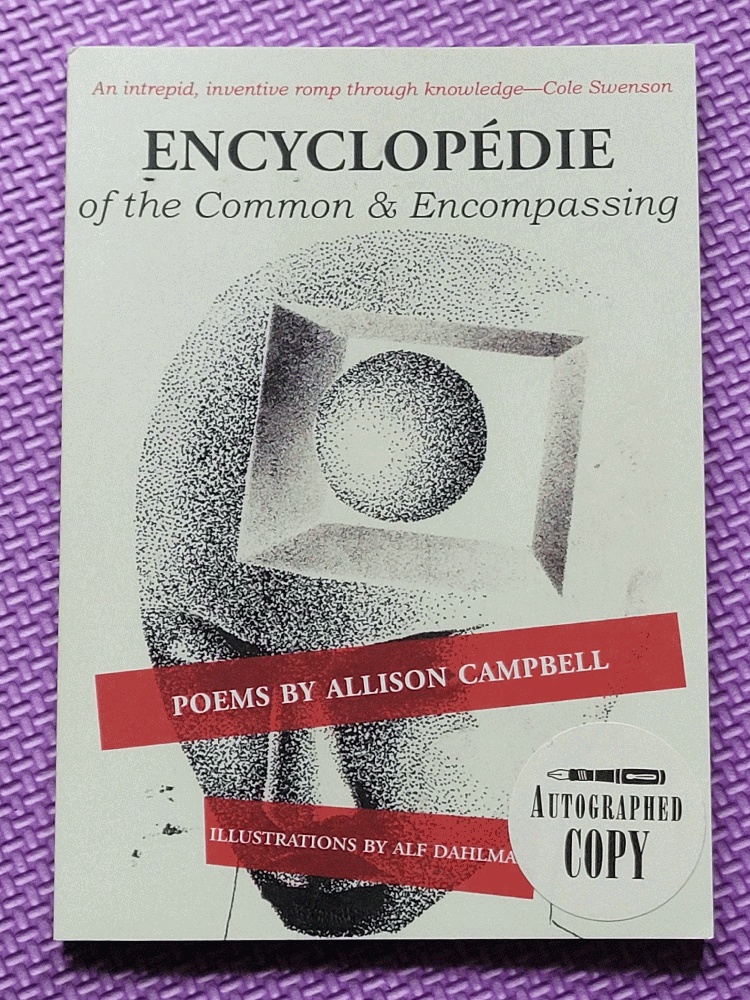 An intrepid, inventive romp through knowledge—Cole Swenson
ENCYCLOPÉDIE
of the Common & Encompassing
POEMS BY ALLISON CAMPBELL
ILLUSTRATIONS BY ALF DAHLMA
AUTOGRAPHED
COPY